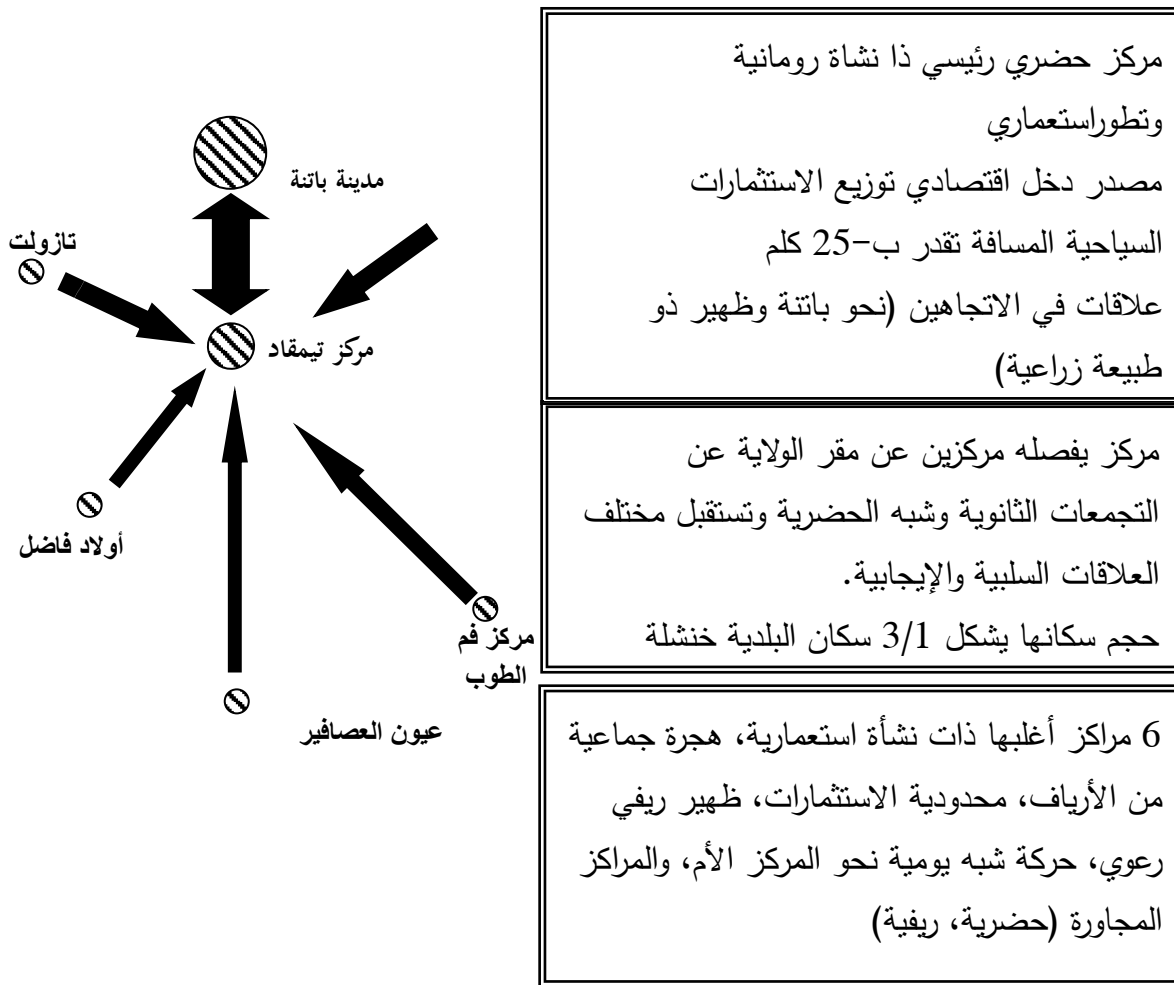 مركز حضري رئيسي ذا نشاة رومانية
وتطوراستعماري
مصدر دخل اقتصادي توزيع الاستثمارات
السياحية المسافة تقدر ب-25 كلم
علاقات في الاتجاهين (نحو باتنة وظهير ذو
طبيعة زراعية)
مركز يفصله مركزين عن مقر الولاية عن
التجمعات الثانوية وشبه الحضرية وتستقبل مختلف
العلاقات السلبية والإيجابية.
حجم سكانها يشكل 3/1 سكان البلدية خنشلة
6 مراكز أغلبها ذات نشأة استعمارية، هجرة جماعية
من الأرياف، محدودية الاستثمارات، ظهير ريفي
رعوي، حركة شبه يومية نحو المركز الأم، والمراكز
المجاورة (حضرية، ريفية)
مدينة باتنة
تازولت
مركز تيمقاد
أولاد فاضل
مركز فم
الطوب
عيون العصافير